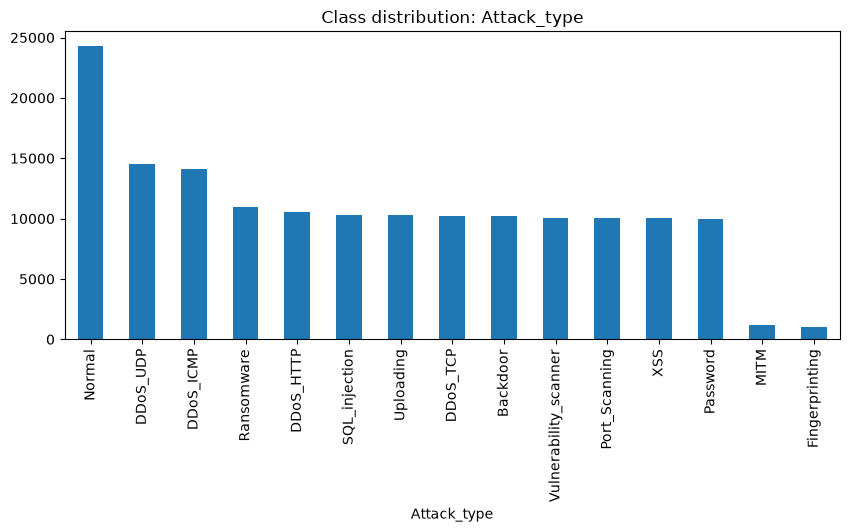 Class distribution: Attack_type
25000
20000
15000
10000
5000
0
Normal
DDoS_UDP
DDoS_ICMP
Ransomware
DDoS_HTTP
SQL_injection
Uploading
DDoS_TCP
Backdoor
Vulnerability_scanner
Port_Scanning
XSS
Password
MITM
Fingerprinting
Attack_type